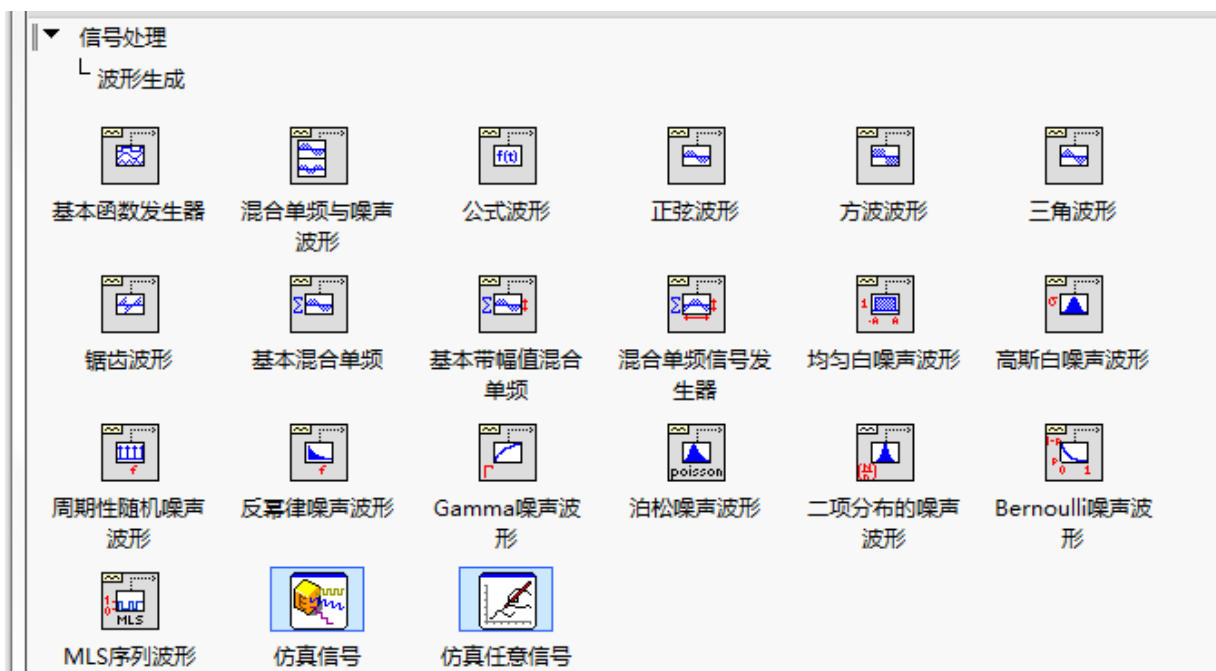 信号处理
波形生成
f(t)
基本函数发生器 混合单频与噪声 公式波形 正弦波形 方波波形 三角波形
波形
Σ Σ Σ 1 -A A σ
锯齿波形 基本混合单频 基本带幅值混合 混合单频信号发 均匀白噪声波形 高斯白噪声波形
单频 生器
f f Γ poisson (N n) 1-p p 0 1
周期性随机噪声 反幂律噪声波形 Gamma噪声波 泊松噪声波形 二项分布的噪声 Bernoulli噪声波
波形 形 波形 形
1 0 MLS
MLS序列波形 仿真信号 仿真任意信号